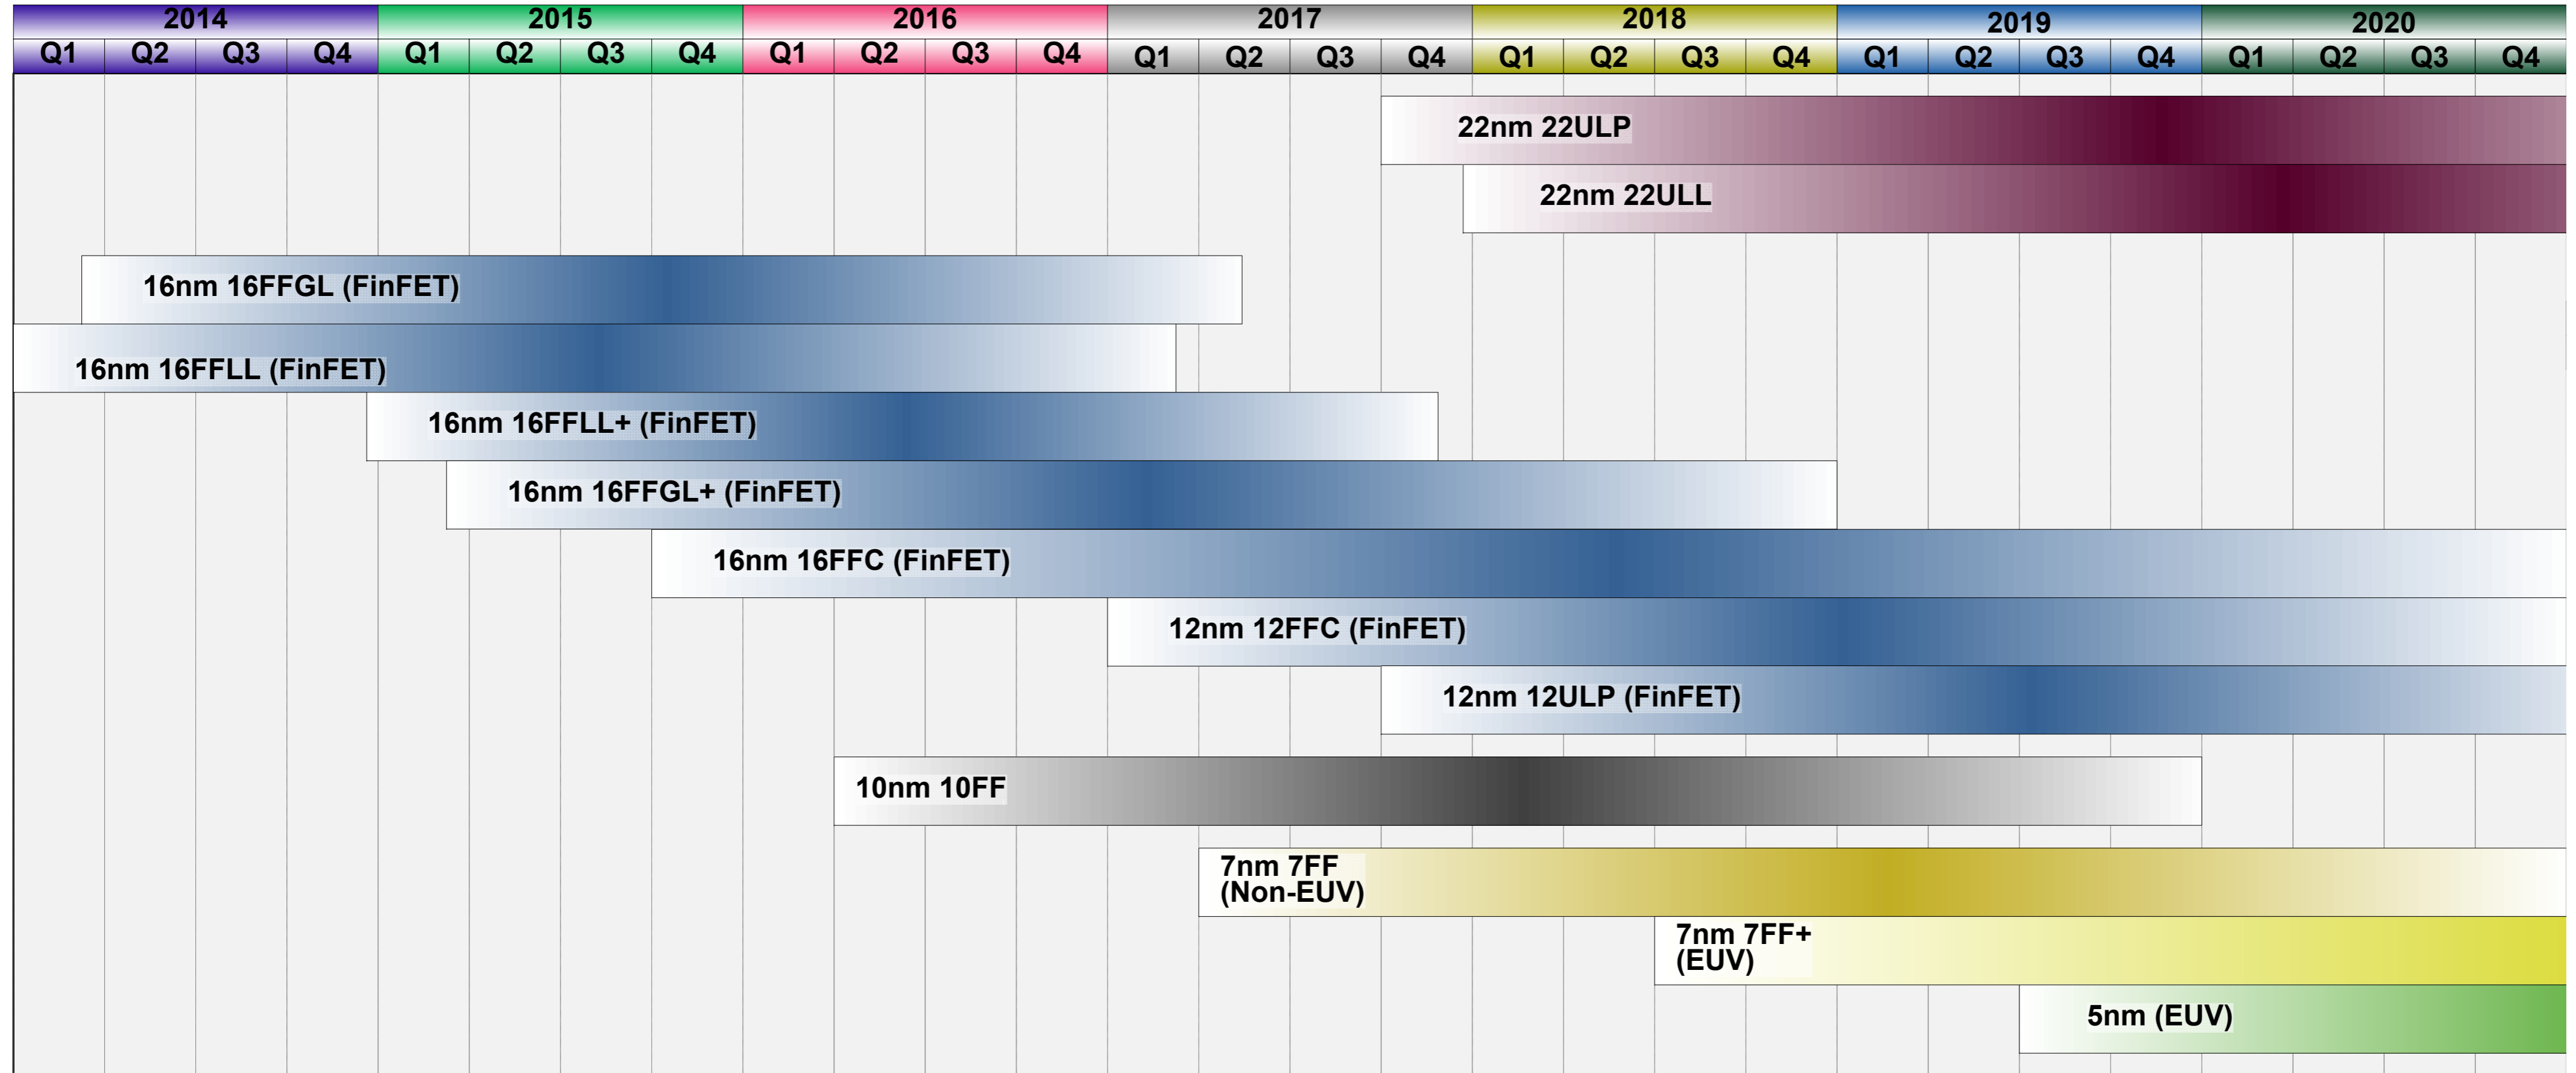 2014 2015 2016 2017 2018 2019 2020
Q1 Q2 Q3 Q4 Q1 Q2 Q3 Q4 Q1 Q2 Q3 Q4 Q1 Q2 Q3 Q4 Q1 Q2 Q3 Q4 Q1 Q2 Q3 Q4 Q1 Q2 Q3 Q4
22nm 22ULP
22nm 22ULL
16nm 16FFGL (FinFET)
16nm 16FFLL (FinFET)
16nm 16FFLL+ (FinFET)
16nm 16FFGL+ (FinFET)
16nm 16FFC (FinFET)
12nm 12FFC (FinFET)
12nm 12ULP (FinFET)
10nm 10FF
7nm 7FF
(Non-EUV)
7nm 7FF+
(EUV)
5nm (EUV)